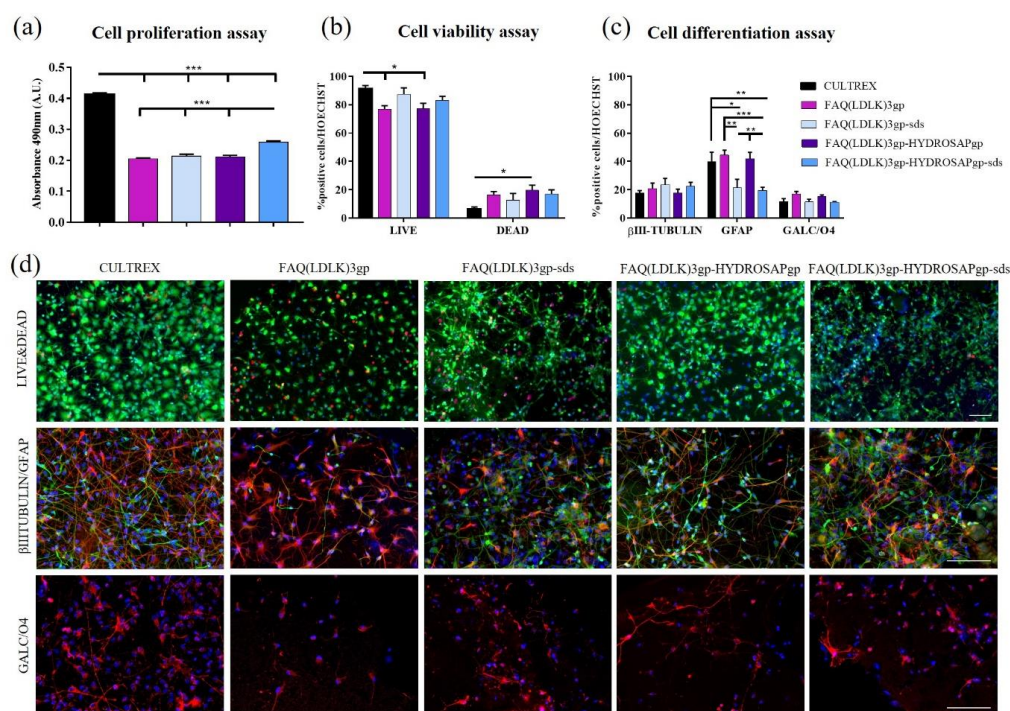 (a) Cell proliferation assay
***
***
Absorbance 490nm (A.U.)
0.5
0.4
0.3
0.2
0.1
0.0
(b) Cell viability assay
*
*
%positive cells/HOECHST
100
80
60
40
20
0
LIVE DEAD
(c) Cell differentiation assay
**
*
***
**
**
%positive cells/HOECHST
100
80
60
40
20
0
βIII-TUBULIN GFAP GALC/O4
CULTREX
FAQ(LDLK)3gp
FAQ(LDLK)3gp-sds
FAQ(LDLK)3gp-HYDROSAPgp
FAQ(LDLK)3gp-HYDROSAPgp-sds
(d)
CULTREX FAQ(LDLK)3gp FAQ(LDLK)3gp-sds FAQ(LDLK)3gp-HYDROSAPgp FAQ(LDLK)3gp-HYDROSAPgp-sds
LIVE&DEAD
βIIITUBULIN/GFAP
GALC/O4